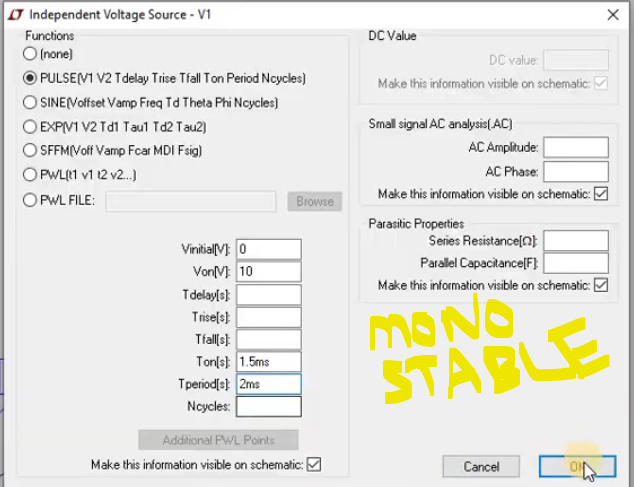 Independent Voltage Source - V1
Functions
(none)
PULSE(V1 V2 Tdelay Trise Tfall Ton Period Ncycles)
SINE(Voffset Vamp Freq Td Theta Phi Ncycles)
EXP(V1 V2 Td1 Tau1 Td2 Tau2)
SFFM(Voff Vamp Fcar MDI Fsig)
PWL(t1 v1 t2 v2...)
PWL FILE:
Browse
Vinitial[V]: 0
Von[V]: 10
Tdelay[s]:
Trise[s]:
Tfall[s]:
Ton[s]: 1.5ms
Tperiod[s]: 2ms
Ncycles:
Additional PWL Points
Make this information visible on schematic:
DC Value
DC value:
Make this information visible on schematic:
Small signal AC analysis(.AC)
AC Amplitude:
AC Phase:
Make this information visible on schematic:
Parasitic Properties
Series Resistance[Ω]:
Parallel Capacitance[F]:
Make this information visible on schematic:
MONO
STABLE
Cancel
OK